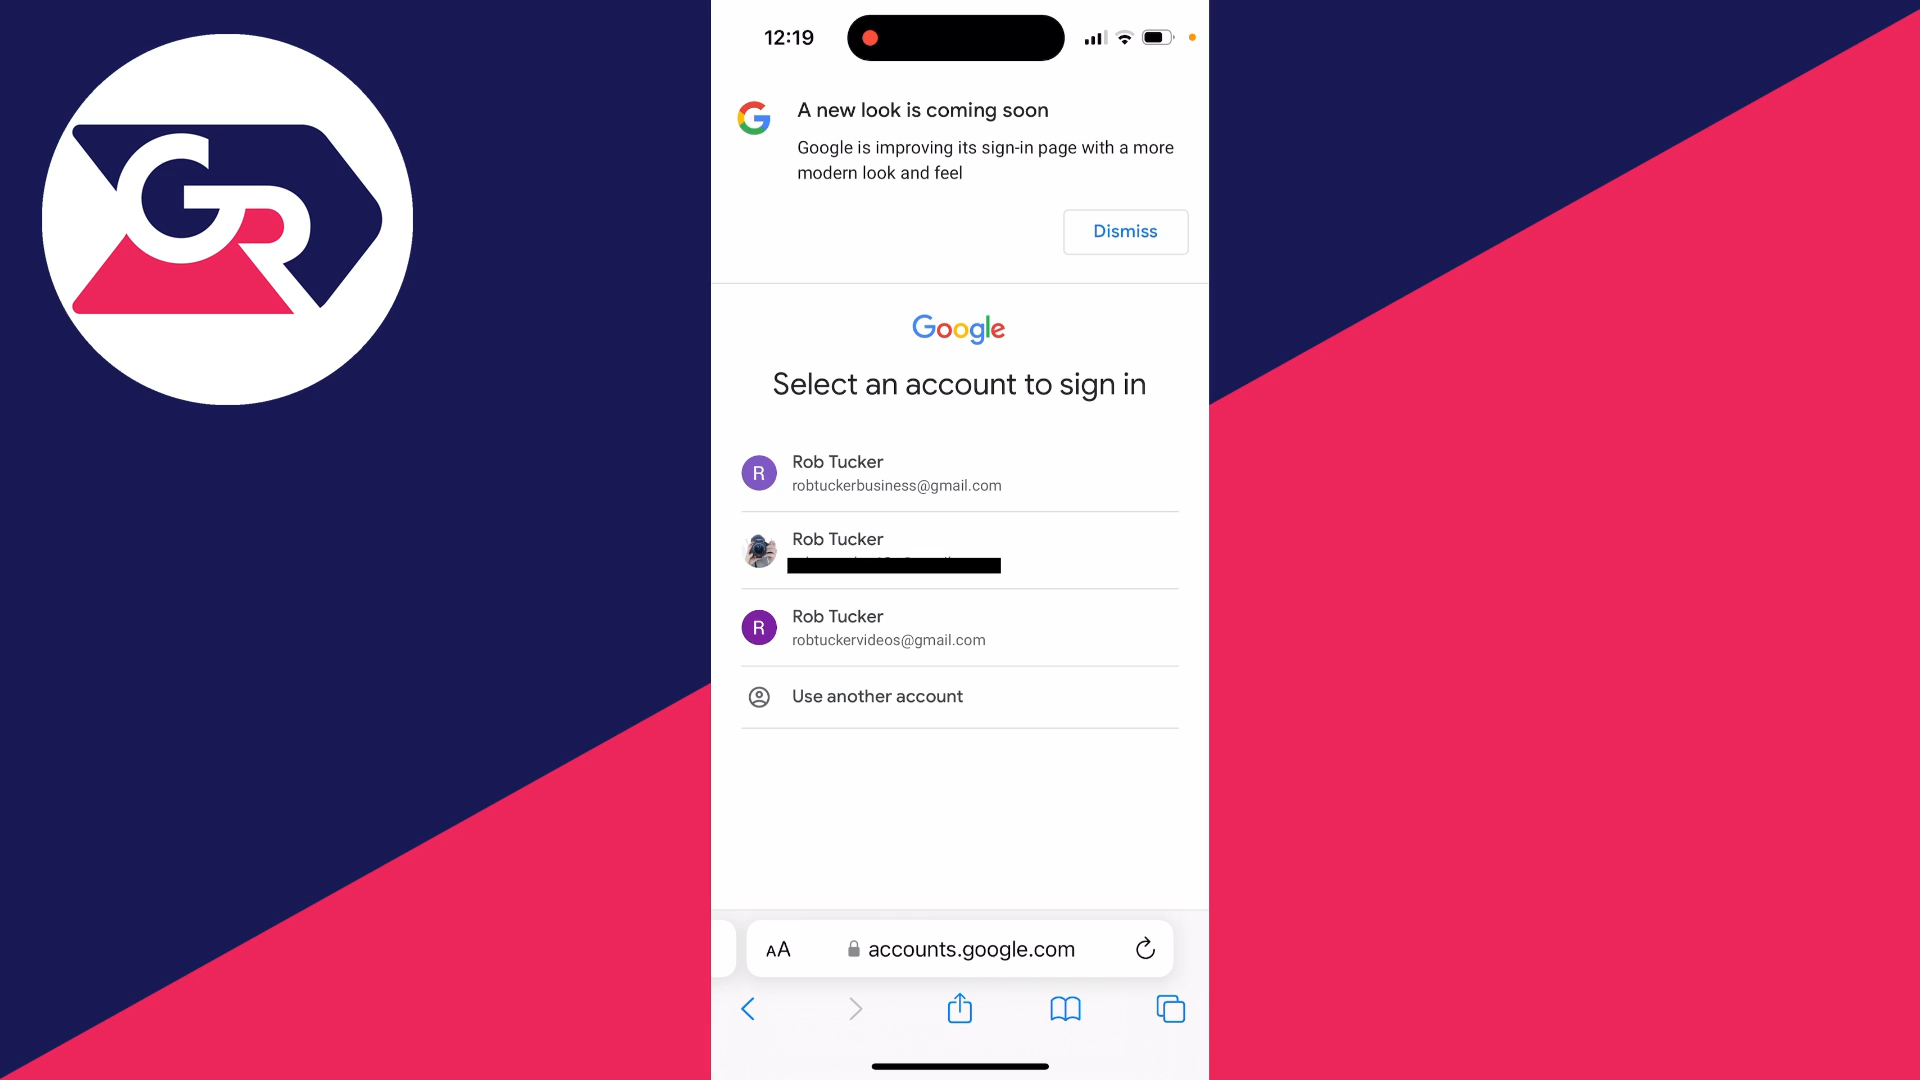 GR
12:19
A new look is coming soon
Google is improving its sign-in page with a more
modern look and feel
Dismiss
Google
Select an account to sign in
R
Rob Tucker
robtuckerbusiness@gmail.com
Rob Tucker
R
Rob Tucker
robtuckervideos@gmail.com
Use another account
AA
accounts.google.com